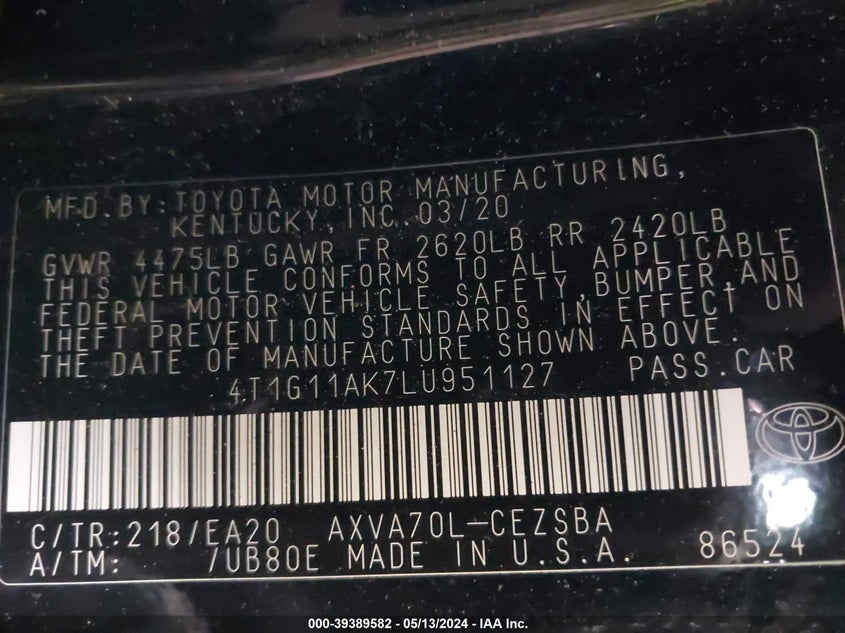 MFD.BY:TOYOTA MOTOR MANUFACTURING,
KENTUCKY,INC.03/20
GVWR 4475LB GAWR FR 2620LB RR 2420LB
THIS VEHICLE CONFORMS TO ALL APPLICABLE
FEDERAL MOTOR VEHICLE SAFETY,BUMPER,AND
THEFT PREVENTION STANDARDS IN EFFECT ON
THE DATE OF MANUFACTURE SHOWN ABOVE.
4T1G11AK7LU951127 PASS.CAR
C/TR:218/EA20 AXVA70L-CEZSBA
A/TM: /UB80E MADE IN U.S.A. 86524
000-39389582 — 05/13/2024 — IAA Inc.